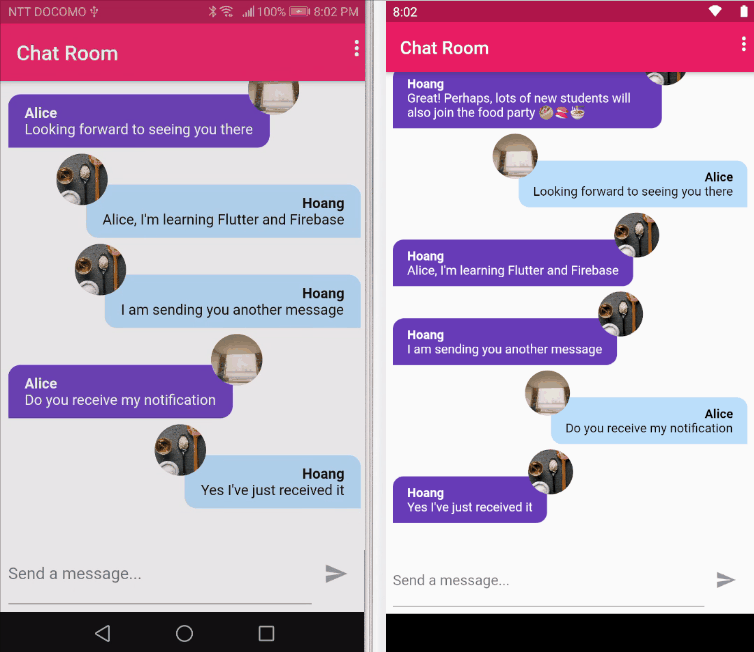 NTT DOCOMO 100% 8:02 PM
Chat Room
Alice
Looking forward to seeing you there
Hoang
Alice, I'm learning Flutter and Firebase
Hoang
I am sending you another message
Alice
Do you receive my notification
Hoang
Yes I've just received it
Send a message...
8:02
Chat Room
Hoang
Great! Perhaps, lots of new students will
also join the food party 🥙🍣🍜
Alice
Looking forward to seeing you there
Hoang
Alice, I'm learning Flutter and Firebase
Hoang
I am sending you another message
Alice
Do you receive my notification
Hoang
Yes I've just received it
Send a message...